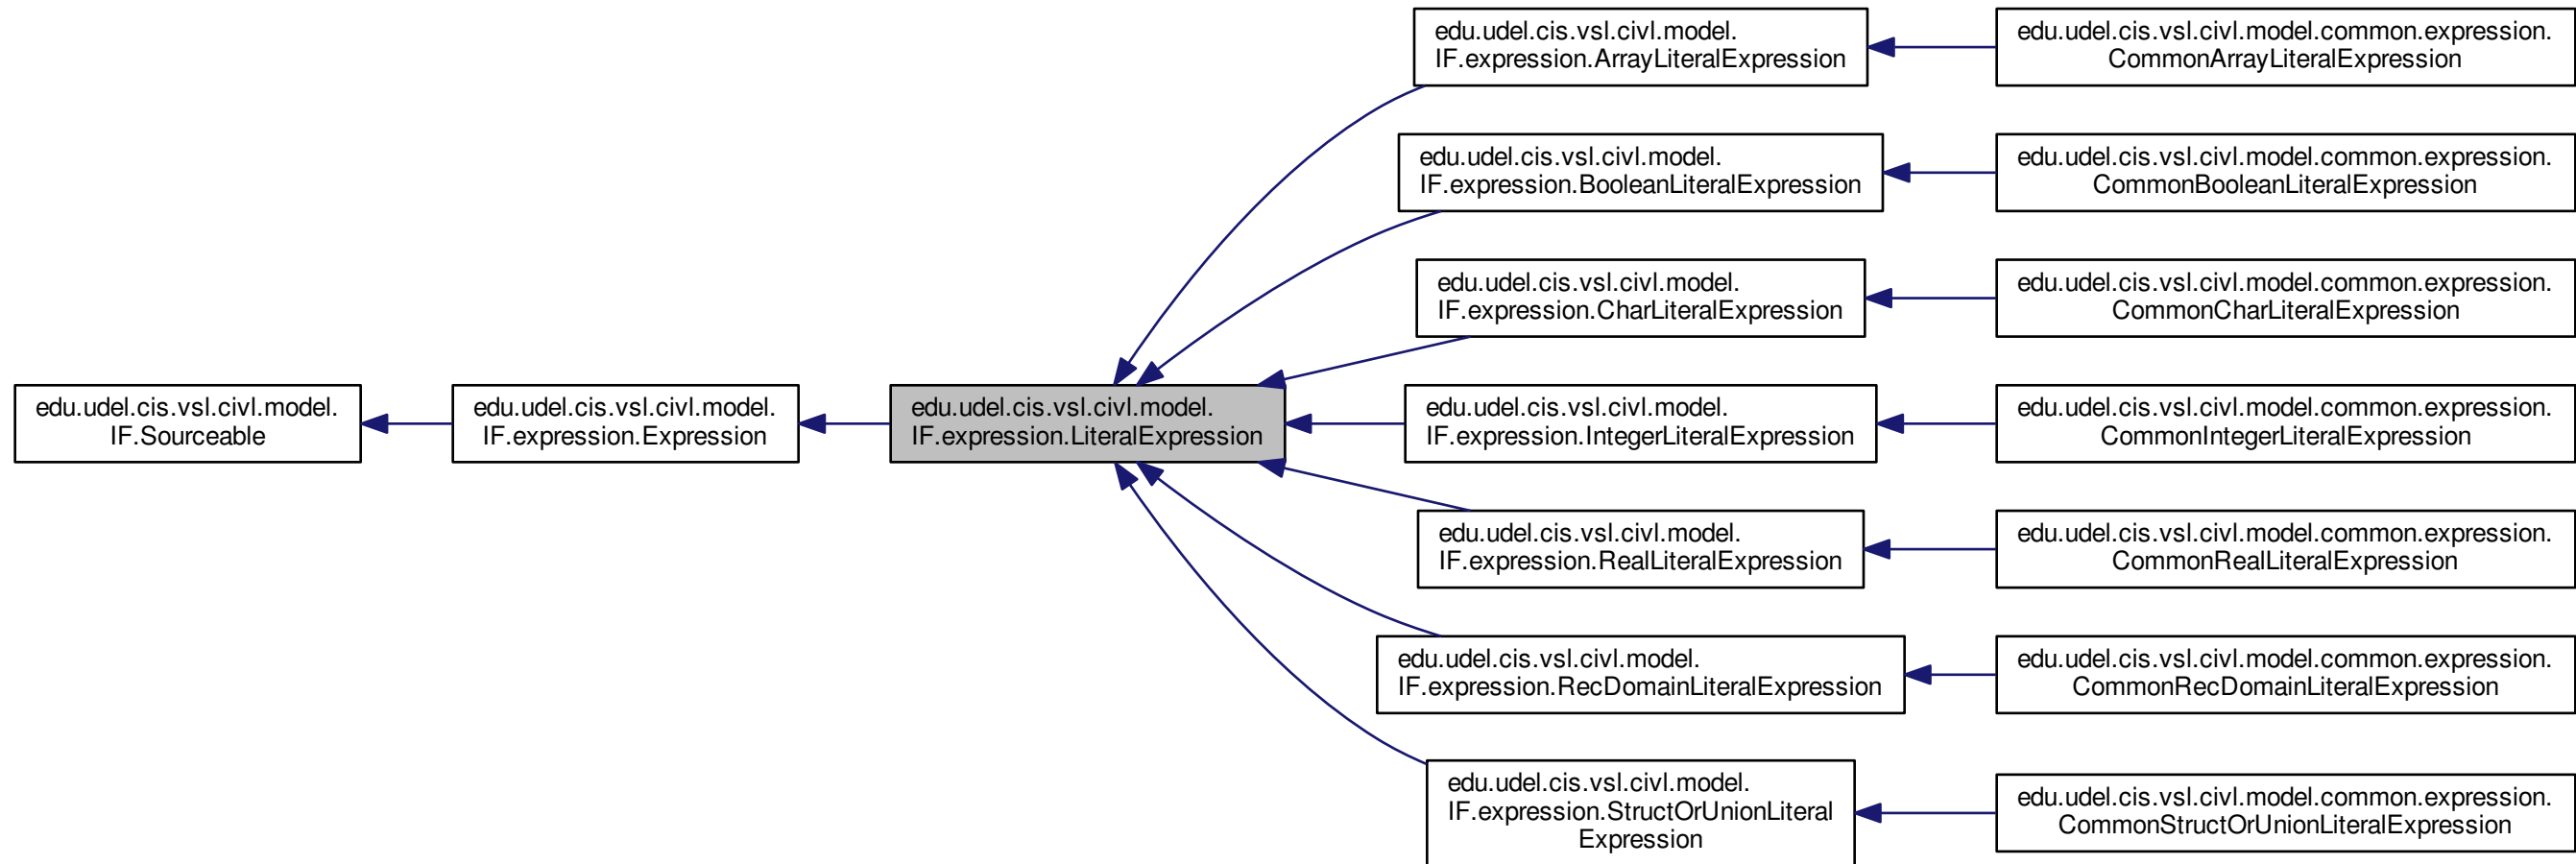 edu.udel.cis.vsl.civl.model.
IF.Sourceable
edu.udel.cis.vsl.civl.model.
IF.expression.Expression
edu.udel.cis.vsl.civl.model.
IF.expression.LiteralExpression
edu.udel.cis.vsl.civl.model.
IF.expression.ArrayLiteralExpression
edu.udel.cis.vsl.civl.model.common.expression.
CommonArrayLiteralExpression
edu.udel.cis.vsl.civl.model.
IF.expression.BooleanLiteralExpression
edu.udel.cis.vsl.civl.model.common.expression.
CommonBooleanLiteralExpression
edu.udel.cis.vsl.civl.model.
IF.expression.CharLiteralExpression
edu.udel.cis.vsl.civl.model.common.expression.
CommonCharLiteralExpression
edu.udel.cis.vsl.civl.model.
IF.expression.IntegerLiteralExpression
edu.udel.cis.vsl.civl.model.common.expression.
CommonIntegerLiteralExpression
edu.udel.cis.vsl.civl.model.
IF.expression.RealLiteralExpression
edu.udel.cis.vsl.civl.model.common.expression.
CommonRealLiteralExpression
edu.udel.cis.vsl.civl.model.
IF.expression.RecDomainLiteralExpression
edu.udel.cis.vsl.civl.model.common.expression.
CommonRecDomainLiteralExpression
edu.udel.cis.vsl.civl.model.
IF.expression.StructOrUnionLiteral
Expression
edu.udel.cis.vsl.civl.model.common.expression.
CommonStructOrUnionLiteralExpression